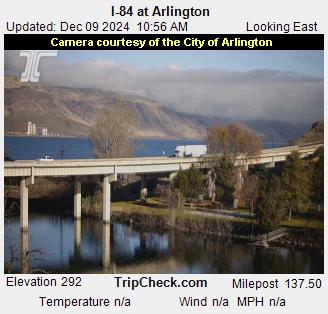 I-84 at Arlington
Updated: Dec 09 2024 10:56 AM Looking East
Camera courtesy of the City of Arlington
Elevation 292 TripCheck.com Milepost 137.50
Temperature n/a Wind n/a MPH n/a